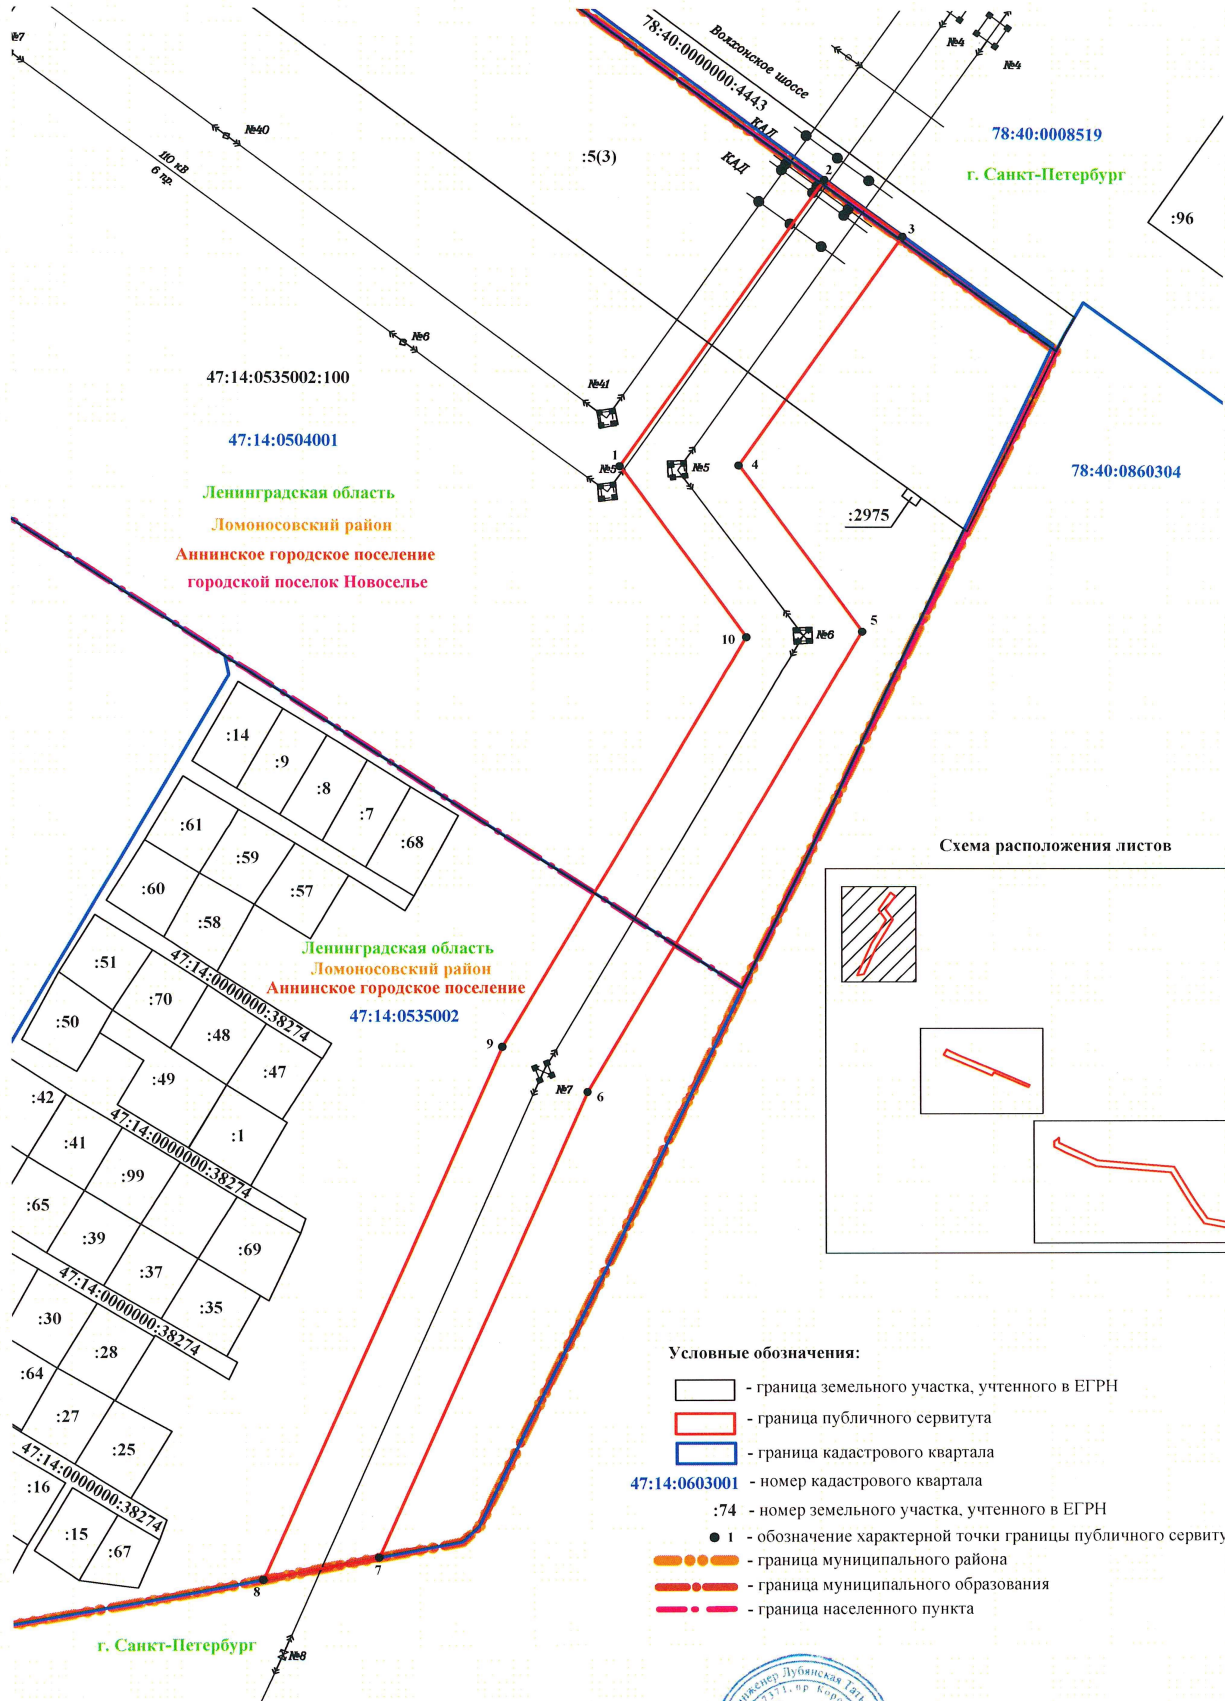 №7
№40
110 кВ
6 пр.
№6
№41
№5
№5
№6
№7
№8
№4
№4
Волхонское шоссе
78:40:0000000:4443
КАД
КАД
:5(3)
78:40:0008519
г. Санкт-Петербург
:96
2
3
1
4
5
10
9
6
8
7
47:14:0535002:100
47:14:0504001
Ленинградская область
Ломоносовский район
Аннинское городское поселение
городской поселок Новоселье
78:40:0860304
:2975
:14
:9
:8
:7
:68
:61
:59
:57
:60
:58
Ленинградская область
Ломоносовский район
Аннинское городское поселение
47:14:0535002
47:14:0000000:38274
:51
:70
:48
:47
:50
:49
:1
47:14:0000000:38274
:42
:41
:99
:69
:65
:39
:37
:35
47:14:0000000:38274
:30
:28
:64
:27
:25
47:14:0000000:38274
:16
:15
:67
г. Санкт-Петербург
Схема расположения листов
Условные обозначения:
- граница земельного участка, учтенного в ЕГРН
- граница публичного сервитута
- граница кадастрового квартала
47:14:0603001 - номер кадастрового квартала
:74 - номер земельного участка, учтенного в ЕГРН
1 - обозначение характерной точки границы публичного сервиту
- граница муниципального района
- граница муниципального образования
- граница населенного пункта
Лубянская